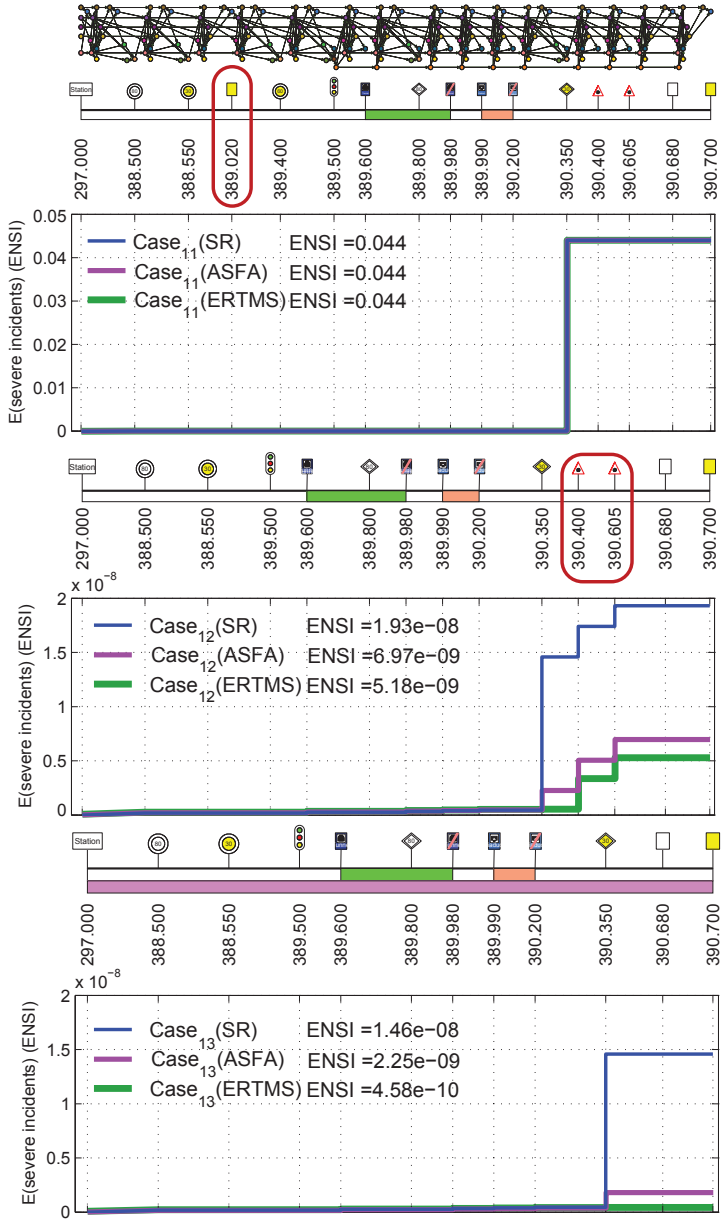 Station 80 30 30 80 30
297.000 388.500 388.550 389.020 389.400 389.500 389.600 389.800 389.980 389.990 390.200 390.350 390.400 390.605 390.680 390.700
E(severe incidents) (ENSI)
0.05
0.04
0.03
0.02
0.01
0
Case11(SR) ENSI =0.044
Case11(ASFA) ENSI =0.044
Case11(ERTMS) ENSI =0.044
Station 80 30 80 30
297.000 388.500 388.550 389.500 389.600 389.800 389.980 389.990 390.200 390.350 390.400 390.605 390.680 390.700
x 10−8
E(severe incidents) (ENSI)
2
1.5
1
0.5
0
Case12(SR) ENSI =1.93e−08
Case12(ASFA) ENSI =6.97e−09
Case12(ERTMS) ENSI =5.18e−09
Station 80 30 80 30
297.000 388.500 388.550 389.500 389.600 389.800 389.980 389.990 390.200 390.350 390.680 390.700
x 10−8
E(severe incidents) (ENSI)
2
1.5
1
0.5
0
Case13(SR) ENSI =1.46e−08
Case13(ASFA) ENSI =2.25e−09
Case13(ERTMS) ENSI =4.58e−10